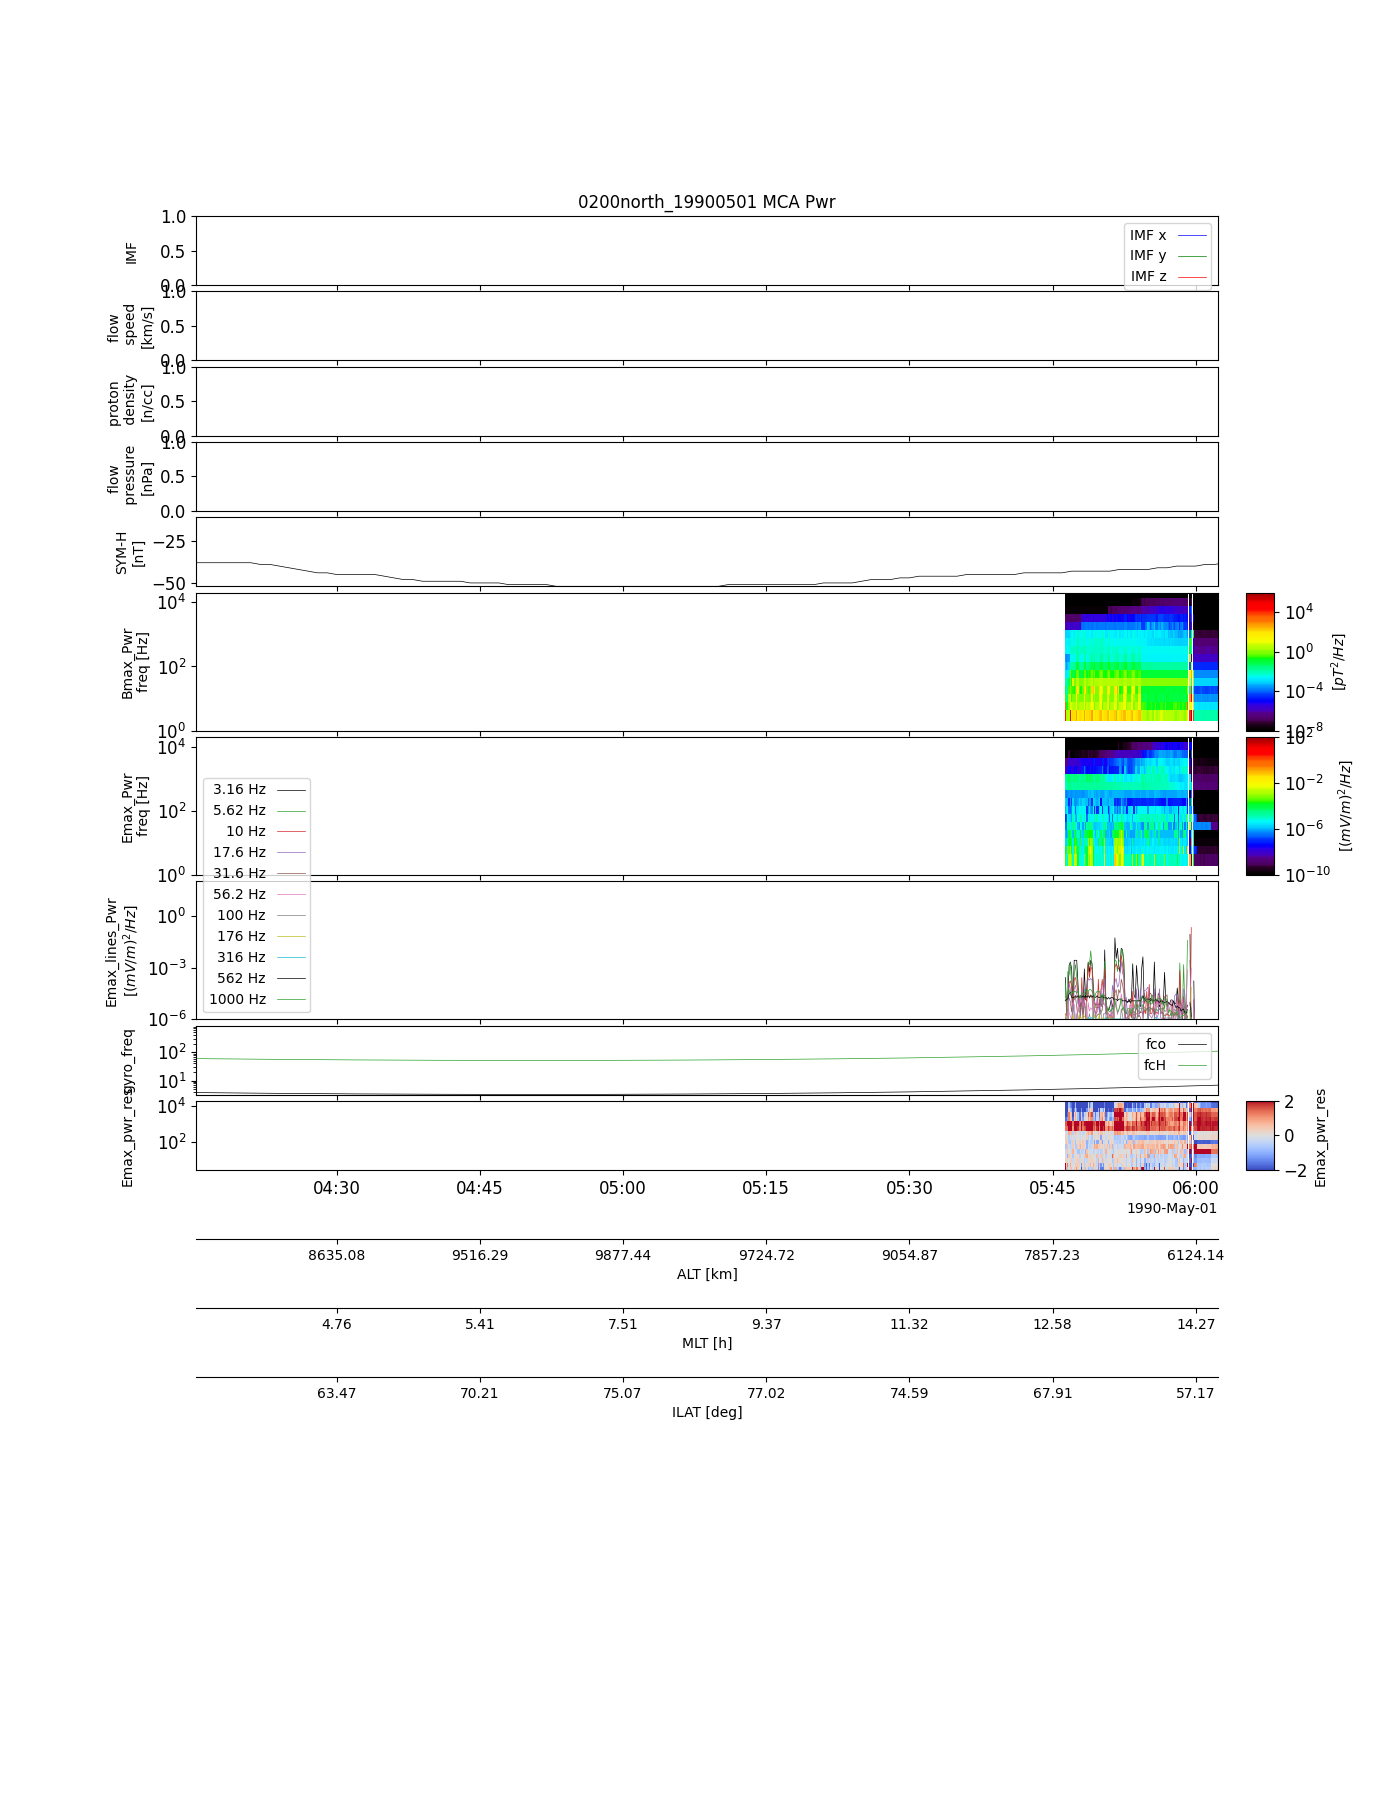 0200north_19900501 MCA Pwr
1.0
0.5
0.0
IMF
IMF x
IMF y
IMF z
1.0
0.5
0.0
flow
speed
[km/s]
1.0
0.5
0.0
proton
density
[n/cc]
1.0
0.5
0.0
flow
pressure
[nPa]
−25
−50
SYM-H
[nT]
10^4
10^2
10^0
Bmax_Pwr
freq [Hz]
10^4
10^0
10^-4
10^-8
[pT^2/Hz]
10^4
10^2
10^0
Emax_Pwr
freq [Hz]
10^2
10^-2
10^-6
10^-10
[(mV/m)^2/Hz]
3.16 Hz
5.62 Hz
10 Hz
17.6 Hz
31.6 Hz
56.2 Hz
100 Hz
176 Hz
316 Hz
562 Hz
1000 Hz
10^0
10^-3
10^-6
Emax_lines_Pwr
[(mV/m)^2/Hz]
10^2
10^1
gyro_freq
fco
fcH
10^4
10^2
Emax_pwr_res
2
0
−2
Emax_pwr_res
04:30 04:45 05:00 05:15 05:30 05:45 06:00
1990-May-01
8635.08 9516.29 9877.44 9724.72 9054.87 7857.23 6124.14
ALT [km]
4.76 5.41 7.51 9.37 11.32 12.58 14.27
MLT [h]
63.47 70.21 75.07 77.02 74.59 67.91 57.17
ILAT [deg]